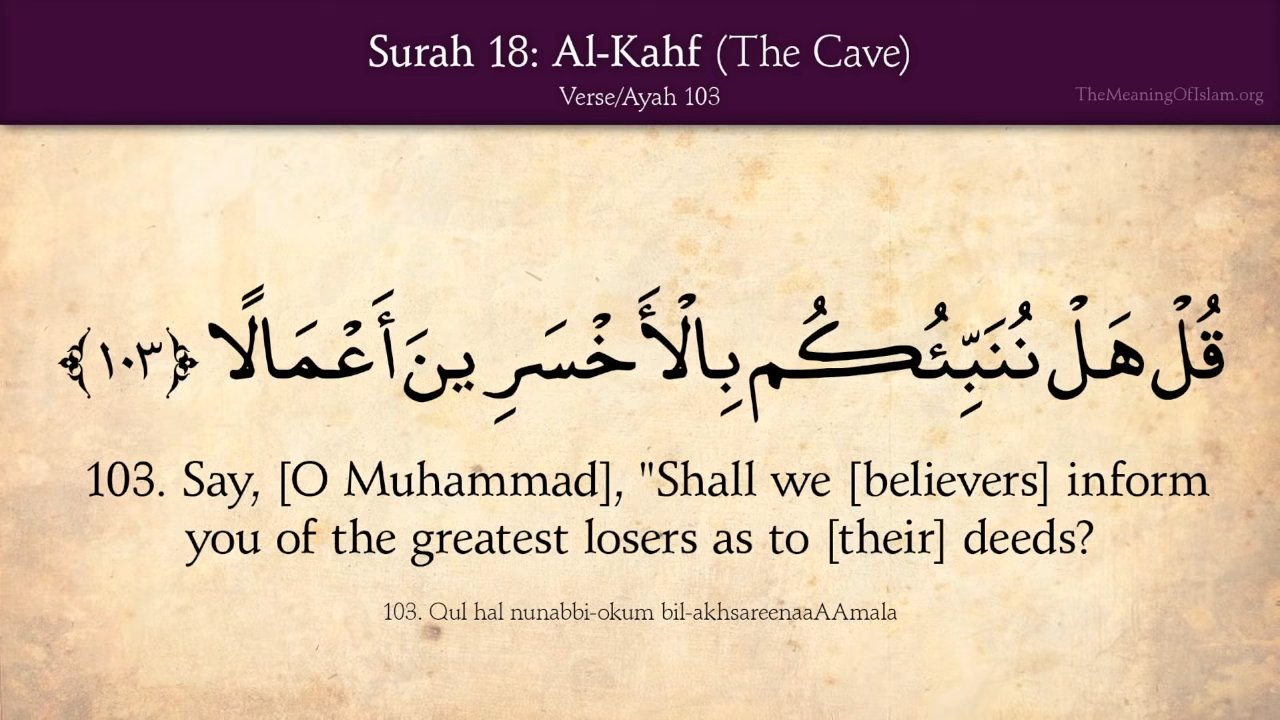 Surah 18: Al-Kahf (The Cave)
Verse/Ayah 103
TheMeaningOfIslam.org
قُلْ هَلْ نُنَبِّئُكُم بِالْأَخْسَرِينَ أَعْمَالًا ﴿١٠٣﴾
103. Say, [O Muhammad], "Shall we [believers] inform
you of the greatest losers as to [their] deeds?
103. Qul hal nunabbi-okum bil-akhsareenaaAAmala